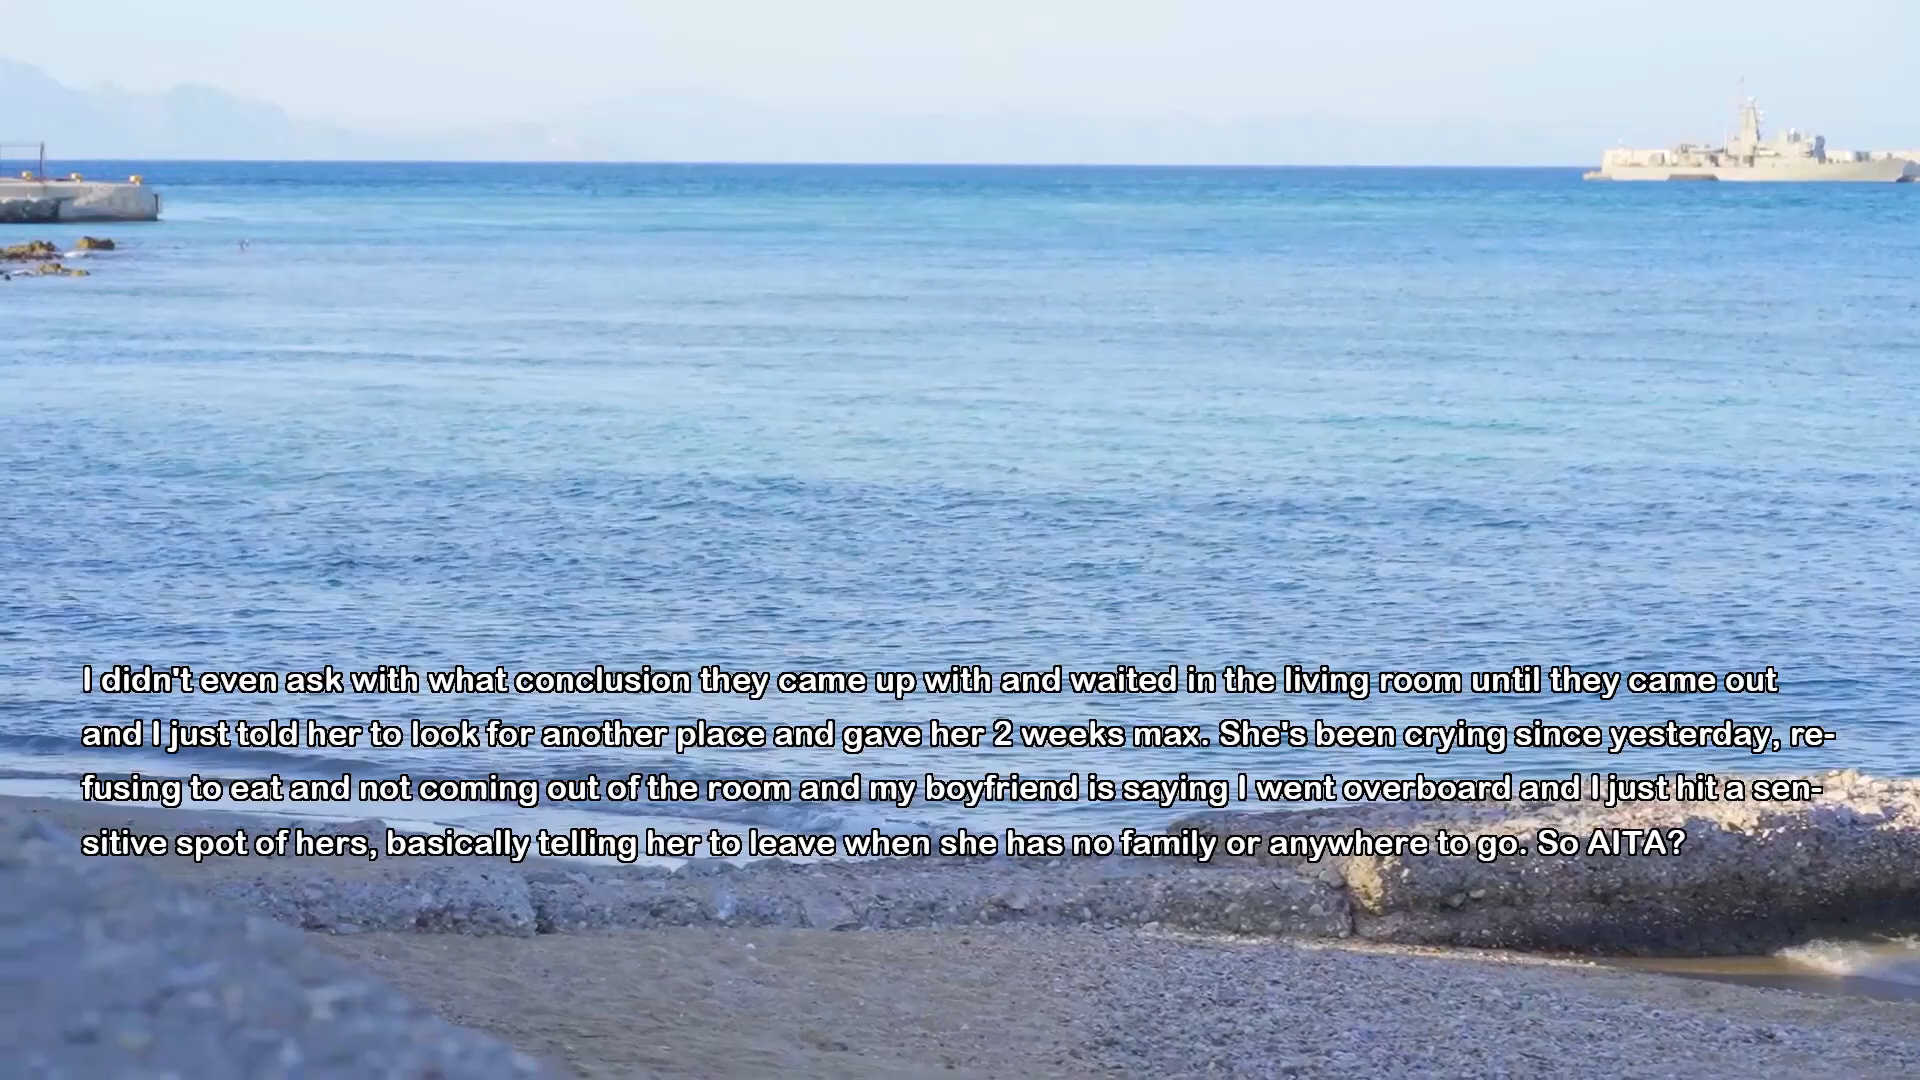 I didn't even ask with what conclusion they came up with and waited in the living room until they came out
and I just told her to look for another place and gave her 2 weeks max. She's been crying since yesterday, re-
fusing to eat and not coming out of the room and my boyfriend is saying I went overboard and I just hit a sen-
sitive spot of hers, basically telling her to leave when she has no family or anywhere to go. So AITA?